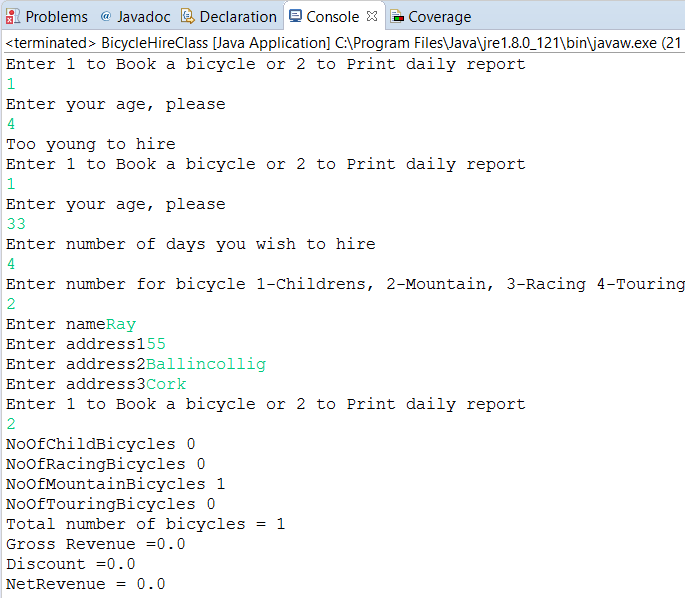 Problems @ Javadoc Declaration Console Coverage
<terminated> BicycleHireClass [Java Application] C:\Program Files\Java\jre1.8.0_121\bin\javaw.exe (21
Enter 1 to Book a bicycle or 2 to Print daily report
1
Enter your age, please
4
Too young to hire
Enter 1 to Book a bicycle or 2 to Print daily report
1
Enter your age, please
33
Enter number of days you wish to hire
4
Enter number for bicycle 1-Childrens, 2-Mountain, 3-Racing 4-Touring
2
Enter nameRay
Enter address155
Enter address2Ballincollig
Enter address3Cork
Enter 1 to Book a bicycle or 2 to Print daily report
2
NoOfChildBicycles 0
NoOfRacingBicycles 0
NoOfMountainBicycles 1
NoOfTouringBicycles 0
Total number of bicycles = 1
Gross Revenue =0.0
Discount =0.0
NetRevenue = 0.0